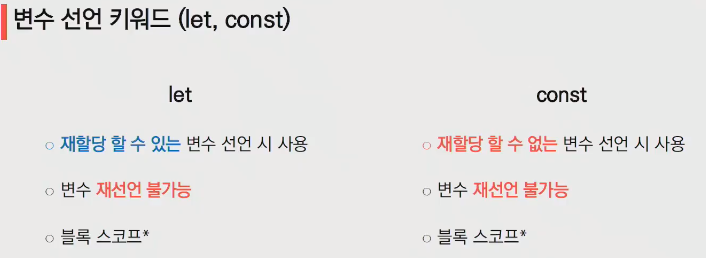 변수 선언 키워드 (let, const)
let
○ 재할당 할 수 있는 변수 선언 시 사용
○ 변수 재선언 불가능
○ 블록 스코프*
const
○ 재할당 할 수 없는 변수 선언 시 사용
○ 변수 재선언 불가능
○ 블록 스코프*